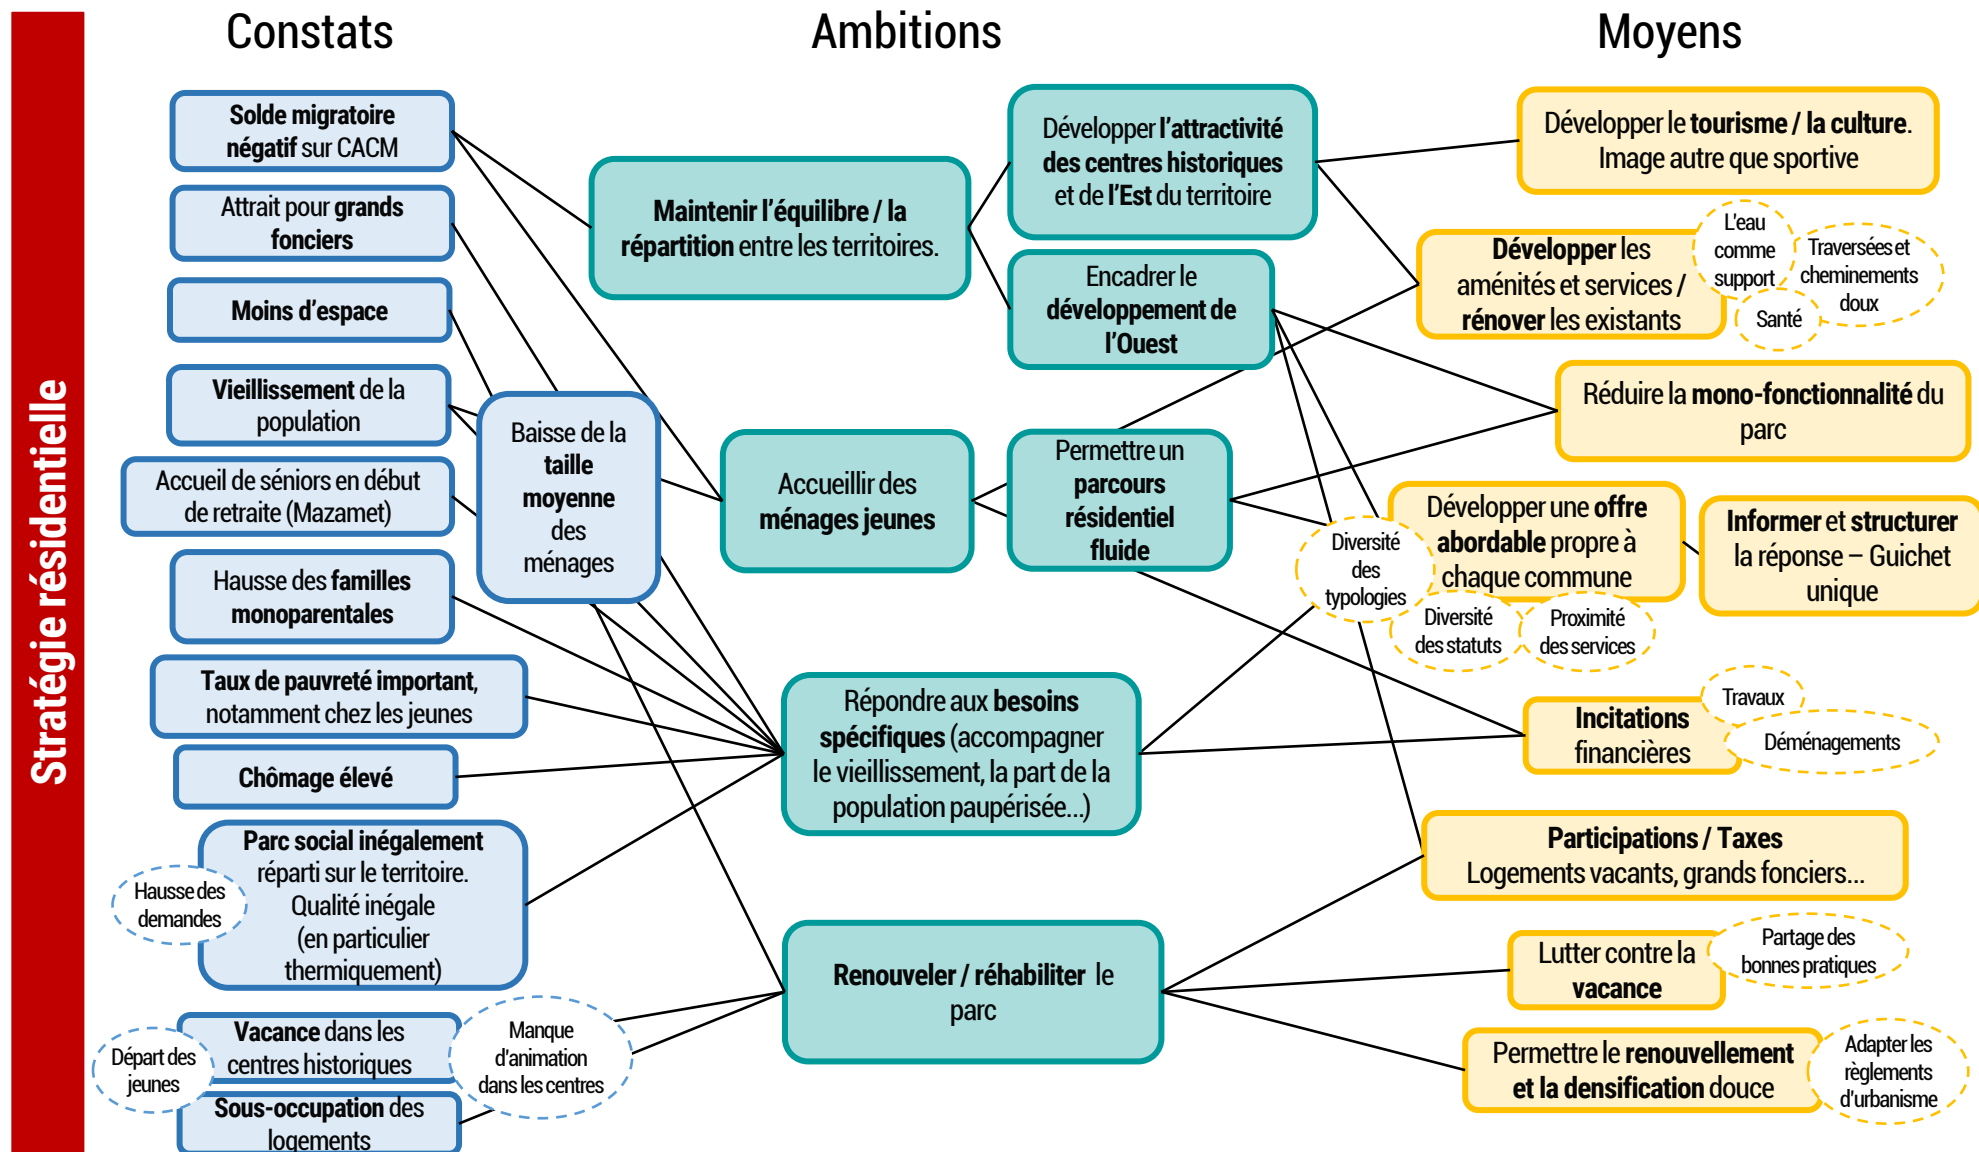 Stratégie résidentielle
Constats
Ambitions
Moyens
Solde migratoire
négatif sur CACM
Attrait pour grands
fonciers
Moins d'espace
Vieillissement de la
population
Accueil de séniors en début
de retraite (Mazamet)
Hausse des familles
monoparentales
Taux de pauvreté important,
notamment chez les jeunes
Chômage élevé
Parc social inégalement
réparti sur le territoire.
Qualité inégale
(en particulier
thermiquement)
Hausse des
demandes
Vacance dans les
centres historiques
Départ des
jeunes
Manque
d'animation
dans les centres
Sous-occupation des
logements
Baisse de la
taille
moyenne
des
ménages
Maintenir l'équilibre / la
répartition entre les territoires.
Développer l'attractivité
des centres historiques
et de l'Est du territoire
Encadrer le
développement de
l'Ouest
Accueillir des
ménages jeunes
Permettre un
parcours
résidentiel
fluide
Répondre aux besoins
spécifiques (accompagner
le vieillissement, la part de la
population paupérisée...)
Renouveler / réhabiliter le
parc
Développer le tourisme / la culture.
Image autre que sportive
Développer les
aménités et services /
rénover les existants
L'eau
comme
support
Traversées et
cheminements
doux
Santé
Réduire la mono-fonctionnalité du
parc
Développer une offre
abordable propre à
chaque commune
Diversité
des
typologies
Diversité
des statuts
Proximité
des services
Informer et structurer
la réponse – Guichet
unique
Incitations
financières
Travaux
Déménagements
Participations / Taxes
Logements vacants, grands fonciers...
Lutter contre la
vacance
Partage des
bonnes pratiques
Permettre le renouvellement
et la densification douce
Adapter les
règlements
d'urbanisme